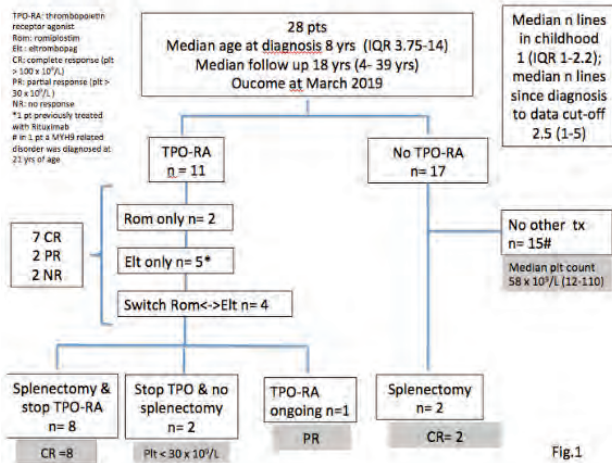 TPO-RA: thrombopoietin
receptor agonist
Rom: romiplostim
Elt : eltrombopag
CR: complete response (plt
> 100 x 10⁹/L)
PR: partial response (plt >
30 x 10⁹/L)
NR: no response
*1 pt previously treated
with Rituximab
# in 1 pt a MYH9 related
disorder was diagnosed at
21 yrs of age
28 pts
Median age at diagnosis 8 yrs (IQR 3.75-14)
Median follow up 18 years (4- 39 yrs)
Oucome at March 2019
Median n lines
in childhood
1 (IQR 1-2.2);
median n lines
since diagnosis
to data cut-off
2.5 (1-5)
TPO-RA
n = 11
No TPO-RA
n= 17
Rom only n= 2
Elt only n= 5*
Switch Rom<->Elt n= 4
7 CR
2 PR
2 NR
No other tx
n= 15#
Median plt count
58 x 10⁹/L (12-110)
Splenectomy &
stop TPO-RA
n= 8
CR =8
Stop TPO & no
splenectomy
n= 2
Plt < 30 x 10⁹/L
TPO-RA
ongoing n=1
PR
Splenectomy
n= 2
CR= 2
Fig.1